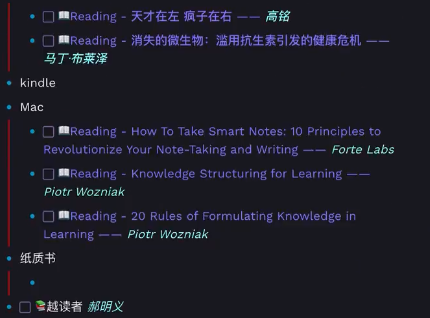 📖Reading - 天才在左 疯子在右 —— 高铭
📖Reading - 消失的微生物：滥用抗生素引发的健康危机 ——
马丁·布莱泽
kindle
Mac
📖Reading - How To Take Smart Notes: 10 Principles to
Revolutionize Your Note-Taking and Writing —— Forte Labs
📖Reading - Knowledge Structuring for Learning ——
Piotr Wozniak
📖Reading - 20 Rules of Formulating Knowledge in
Learning —— Piotr Wozniak
纸质书
📚越读者 郝明义